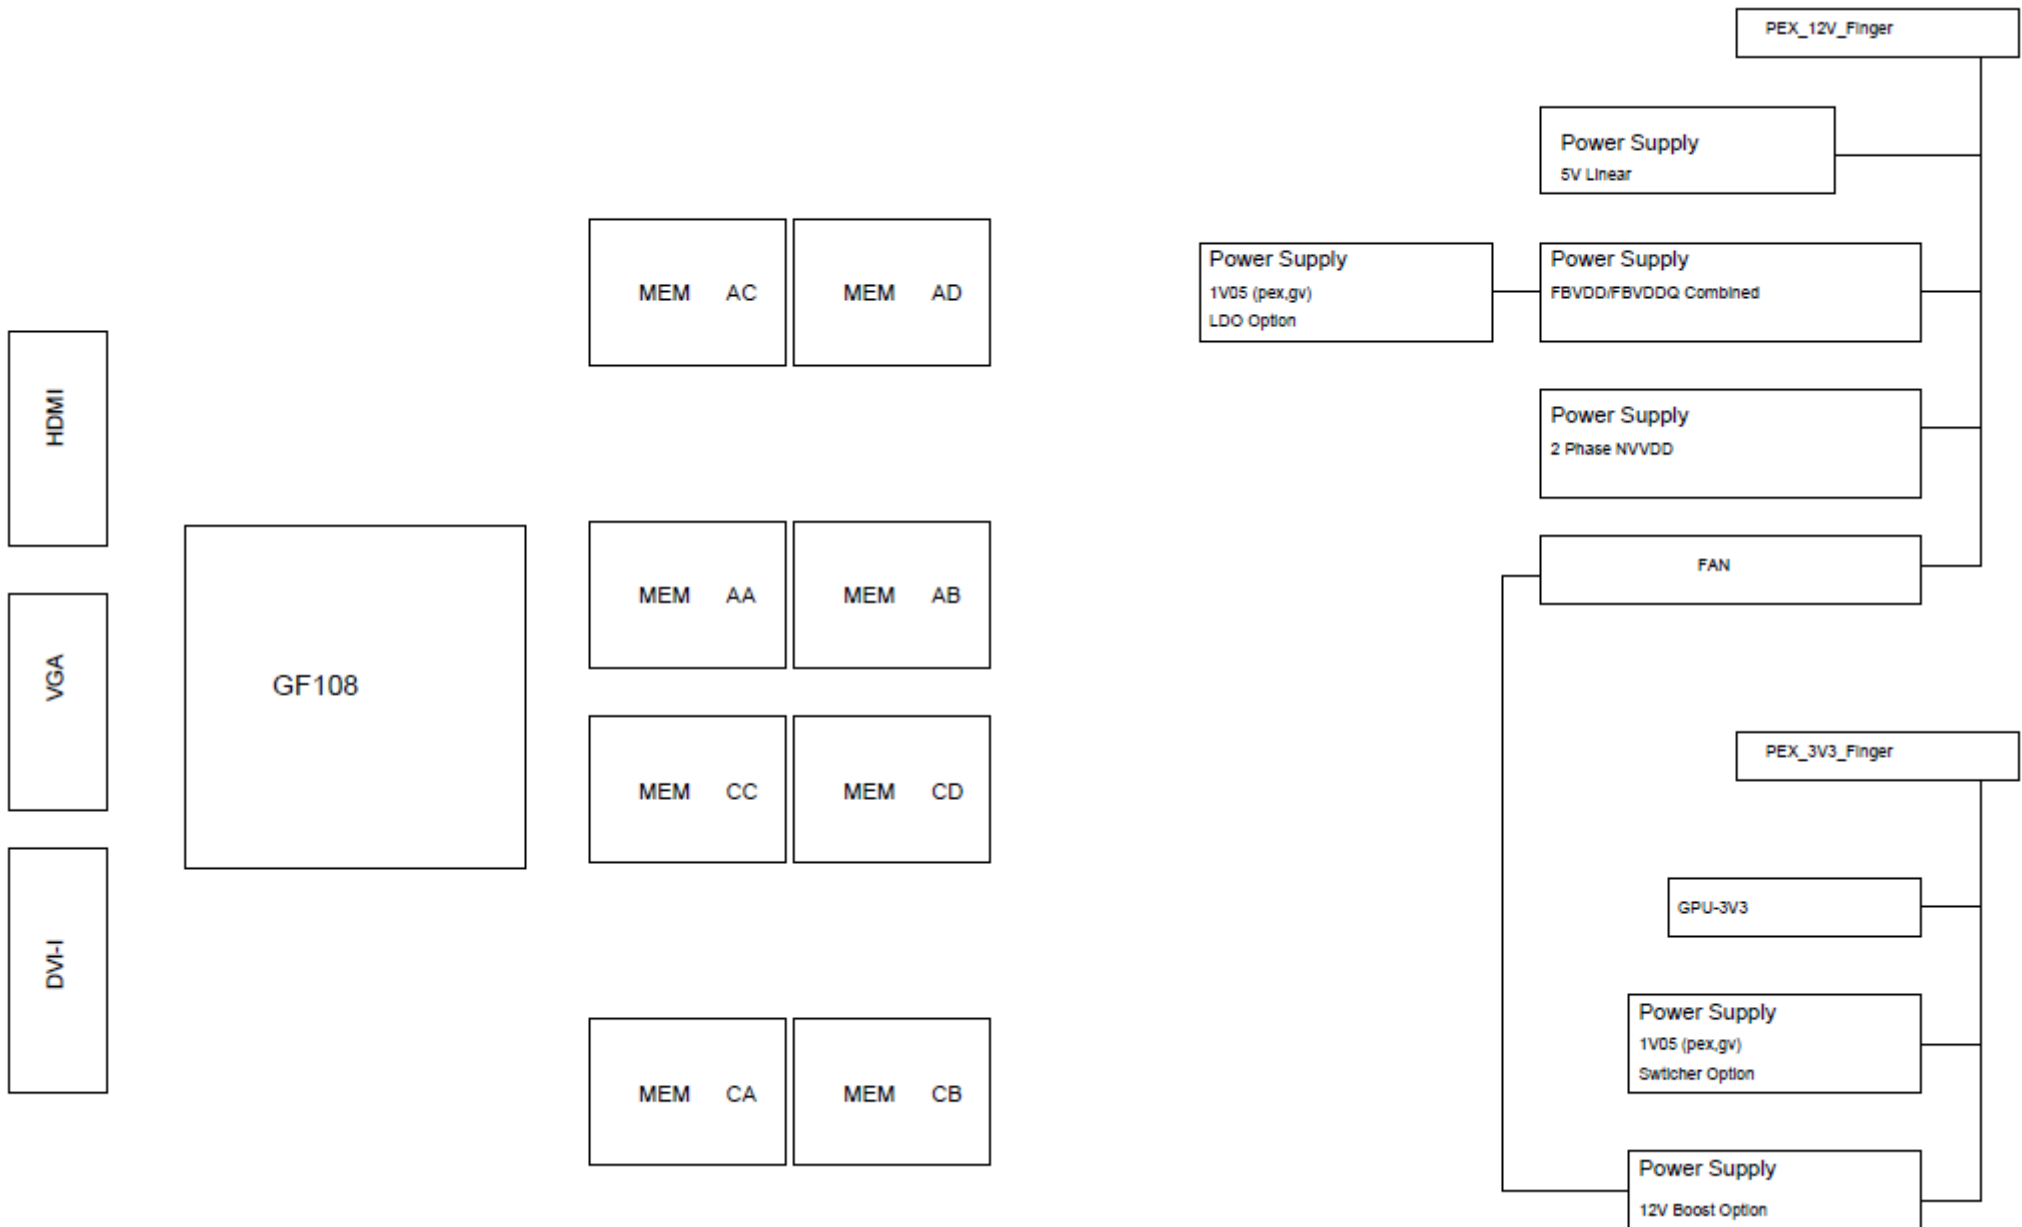 PEX_12V_Finger
Power Supply
5V Linear
Power Supply
1V05 (pex,gv)
LDO Option
Power Supply
FBVDD/FBVDDQ Combined
Power Supply
2 Phase NVVDD
FAN
MEM AC
MEM AD
MEM AA
MEM AB
MEM CC
MEM CD
MEM CA
MEM CB
HDMI
VGA
DVI-I
GF108
PEX_3V3_Finger
GPU-3V3
Power Supply
1V05 (pex,gv)
Swticher Option
Power Supply
12V Boost Option